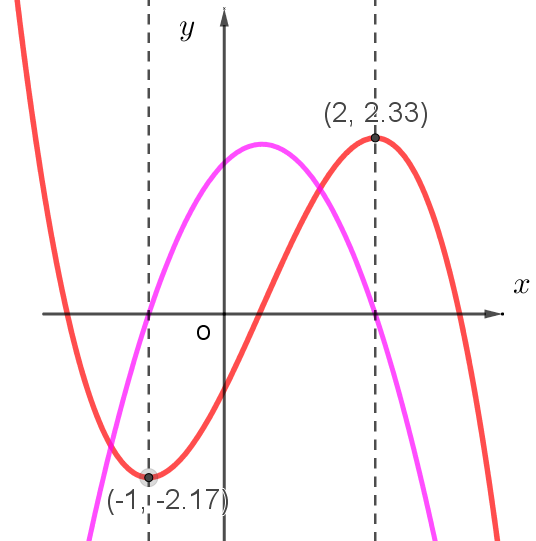 y
(2, 2.33)
x
O
(-1, -2.17)